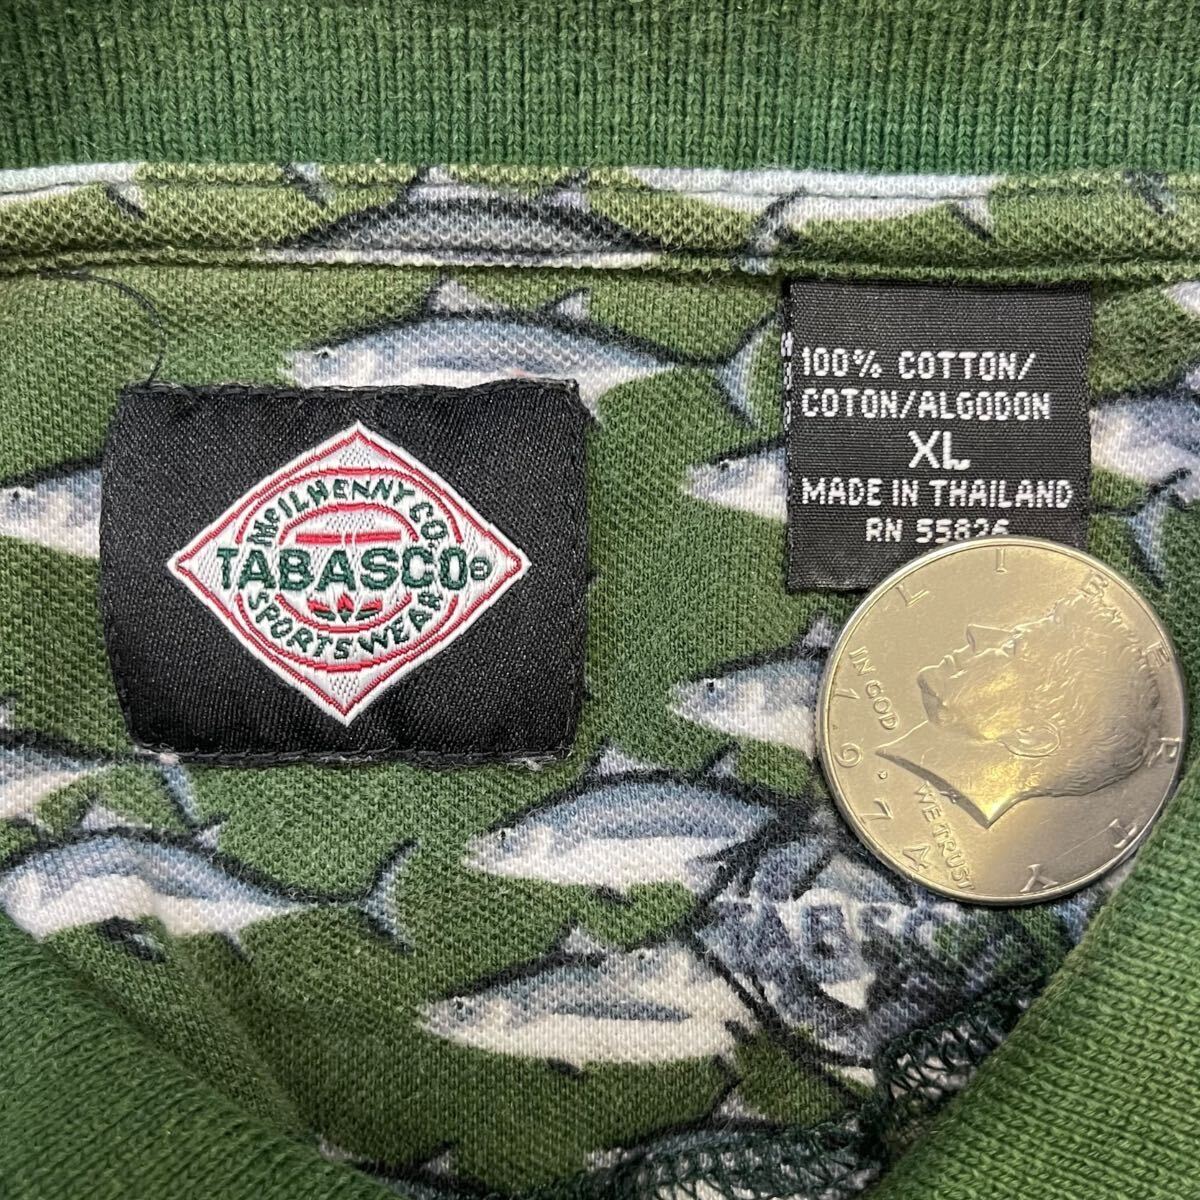 McILHENNY CO.
TABASCO®
SPORTSWEAR
100% COTTON/
COTON/ALGODON
XL
MADE IN THAILAND
RN 55826
LIBERTY
IN GOD
WE TRUST
1974